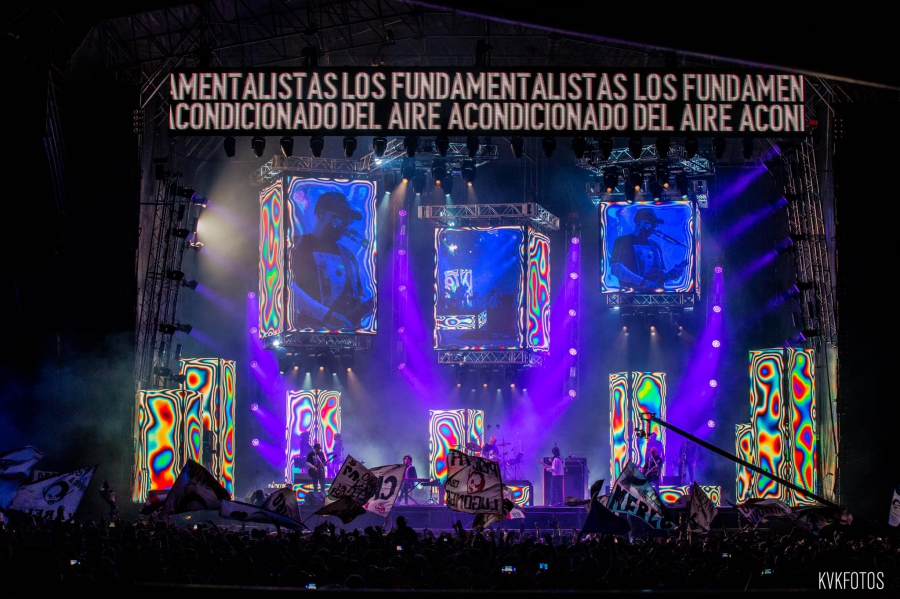 AMENTALISTAS LOS FUNDAMENTALISTAS LOS FUNDAMEN
ACONDICIONADO DEL AIRE ACONDICIONADO DEL AIRE ACONI
KVKFOTOS